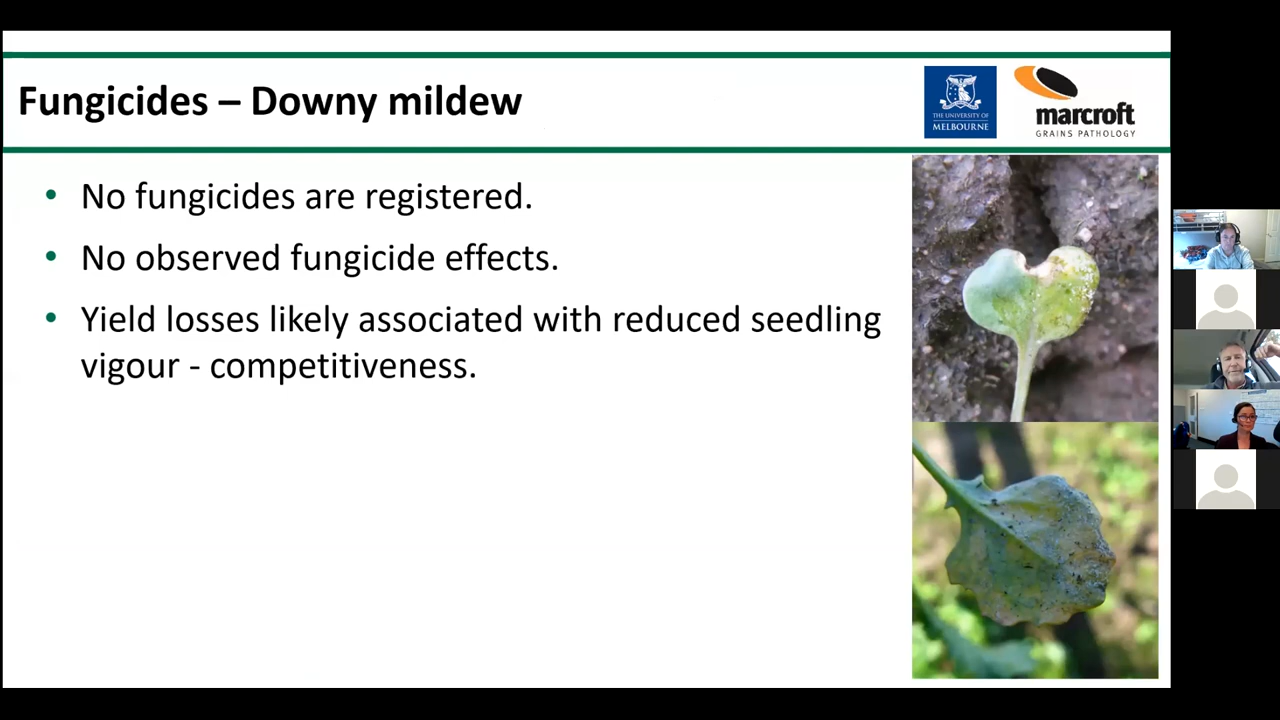 Fungicides – Downy mildew
THE UNIVERSITY OF
MELBOURNE
marcroft
GRAINS PATHOLOGY
• No fungicides are registered.
• No observed fungicide effects.
• Yield losses likely associated with reduced seedling
vigour - competitiveness.